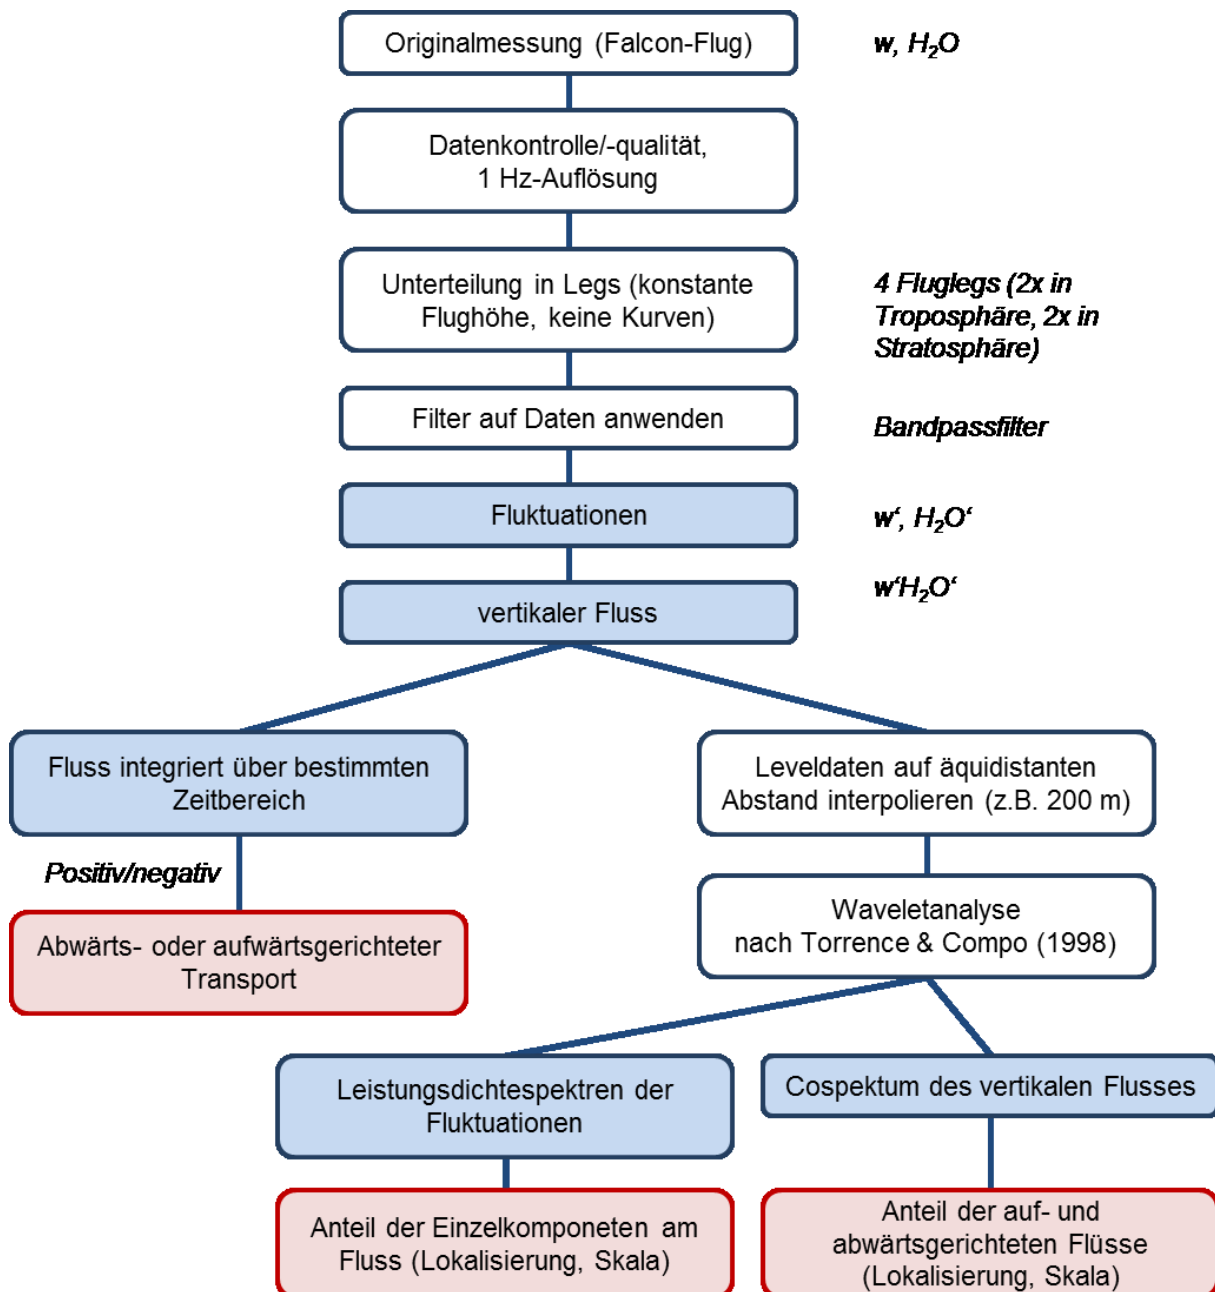 Originalmessung (Falcon-Flug)
w, H₂O
Datenkontrolle/-qualität,
1 Hz-Auflösung
Unterteilung in Legs (konstante
Flughöhe, keine Kurven)
4 Fluglegs (2x in
Troposphäre, 2x in
Stratosphäre)
Filter auf Daten anwenden
Bandpassfilter
Fluktuationen
w‘, H₂O‘
vertikaler Fluss
w‘H₂O‘
Fluss integriert über bestimmten
Zeitbereich
Leveldaten auf äquidistanten
Abstand interpolieren (z.B. 200 m)
Positiv/negativ
Abwärts- oder aufwärtsgerichteter
Transport
Waveletanalyse
nach Torrence & Compo (1998)
Leistungsdichtespektren der
Fluktuationen
Cospektum des vertikalen Flusses
Anteil der Einzelkomponeten am
Fluss (Lokalisierung, Skala)
Anteil der auf- und
abwärtsgerichteten Flüsse
(Lokalisierung, Skala)